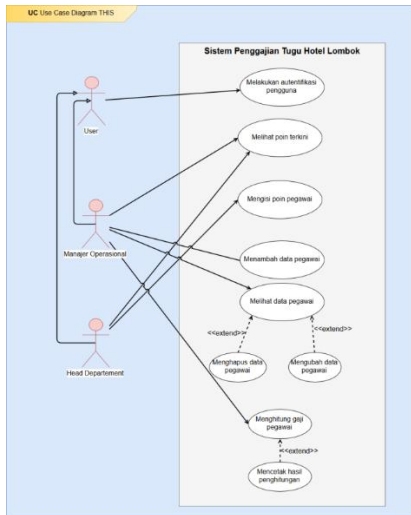 UC Use Case Diagram THIS
Sistem Penggajian Tugu Hotel Lombok
Melakukan autentifikasi
pengguna
User
Melihat poin terkini
Mengisi poin pegawai
Manajer Operasional
Menambah data pegawai
Melihat data pegawai
<<extend>>
<<extend>>
Menghapus data
pegawai
Mengubah data
pegawai
Head Departement
Menghitung gaji
pegawai
<<extend>>
Mencetak hasil
penghitungan